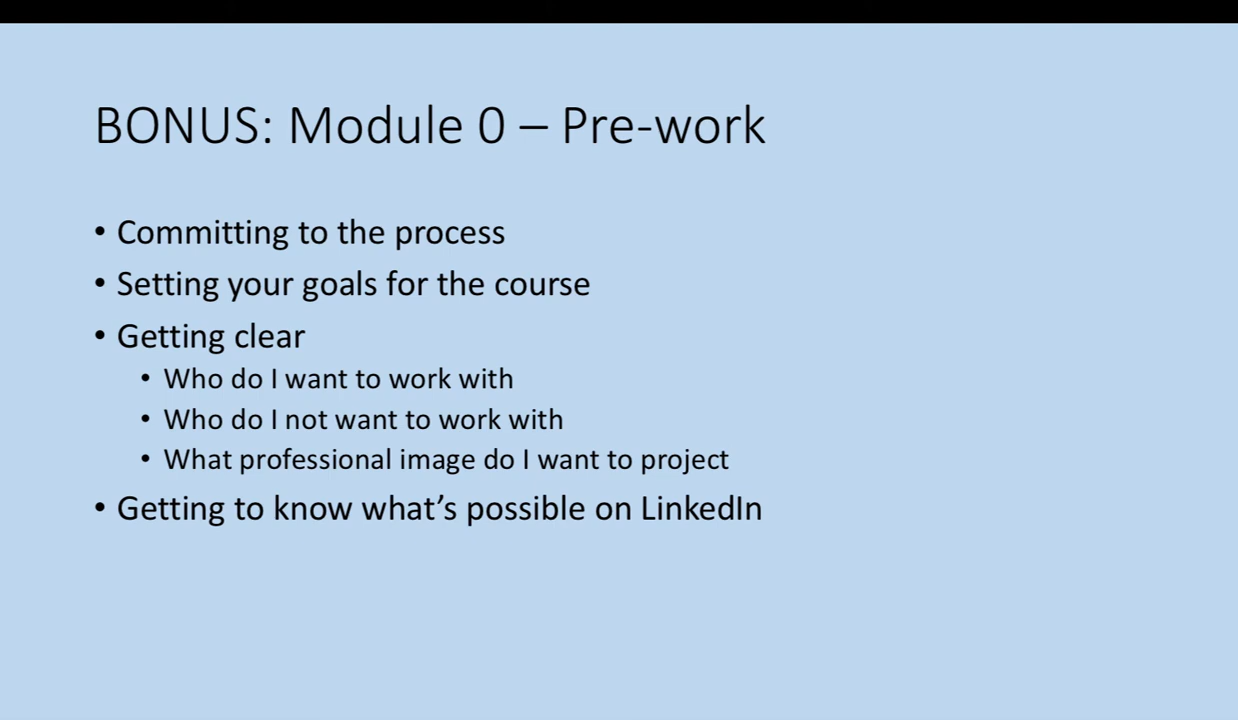 BONUS: Module 0 – Pre-work
• Committing to the process
• Setting your goals for the course
• Getting clear
• Who do I want to work with
• Who do I not want to work with
• What professional image do I want to project
• Getting to know what’s possible on LinkedIn